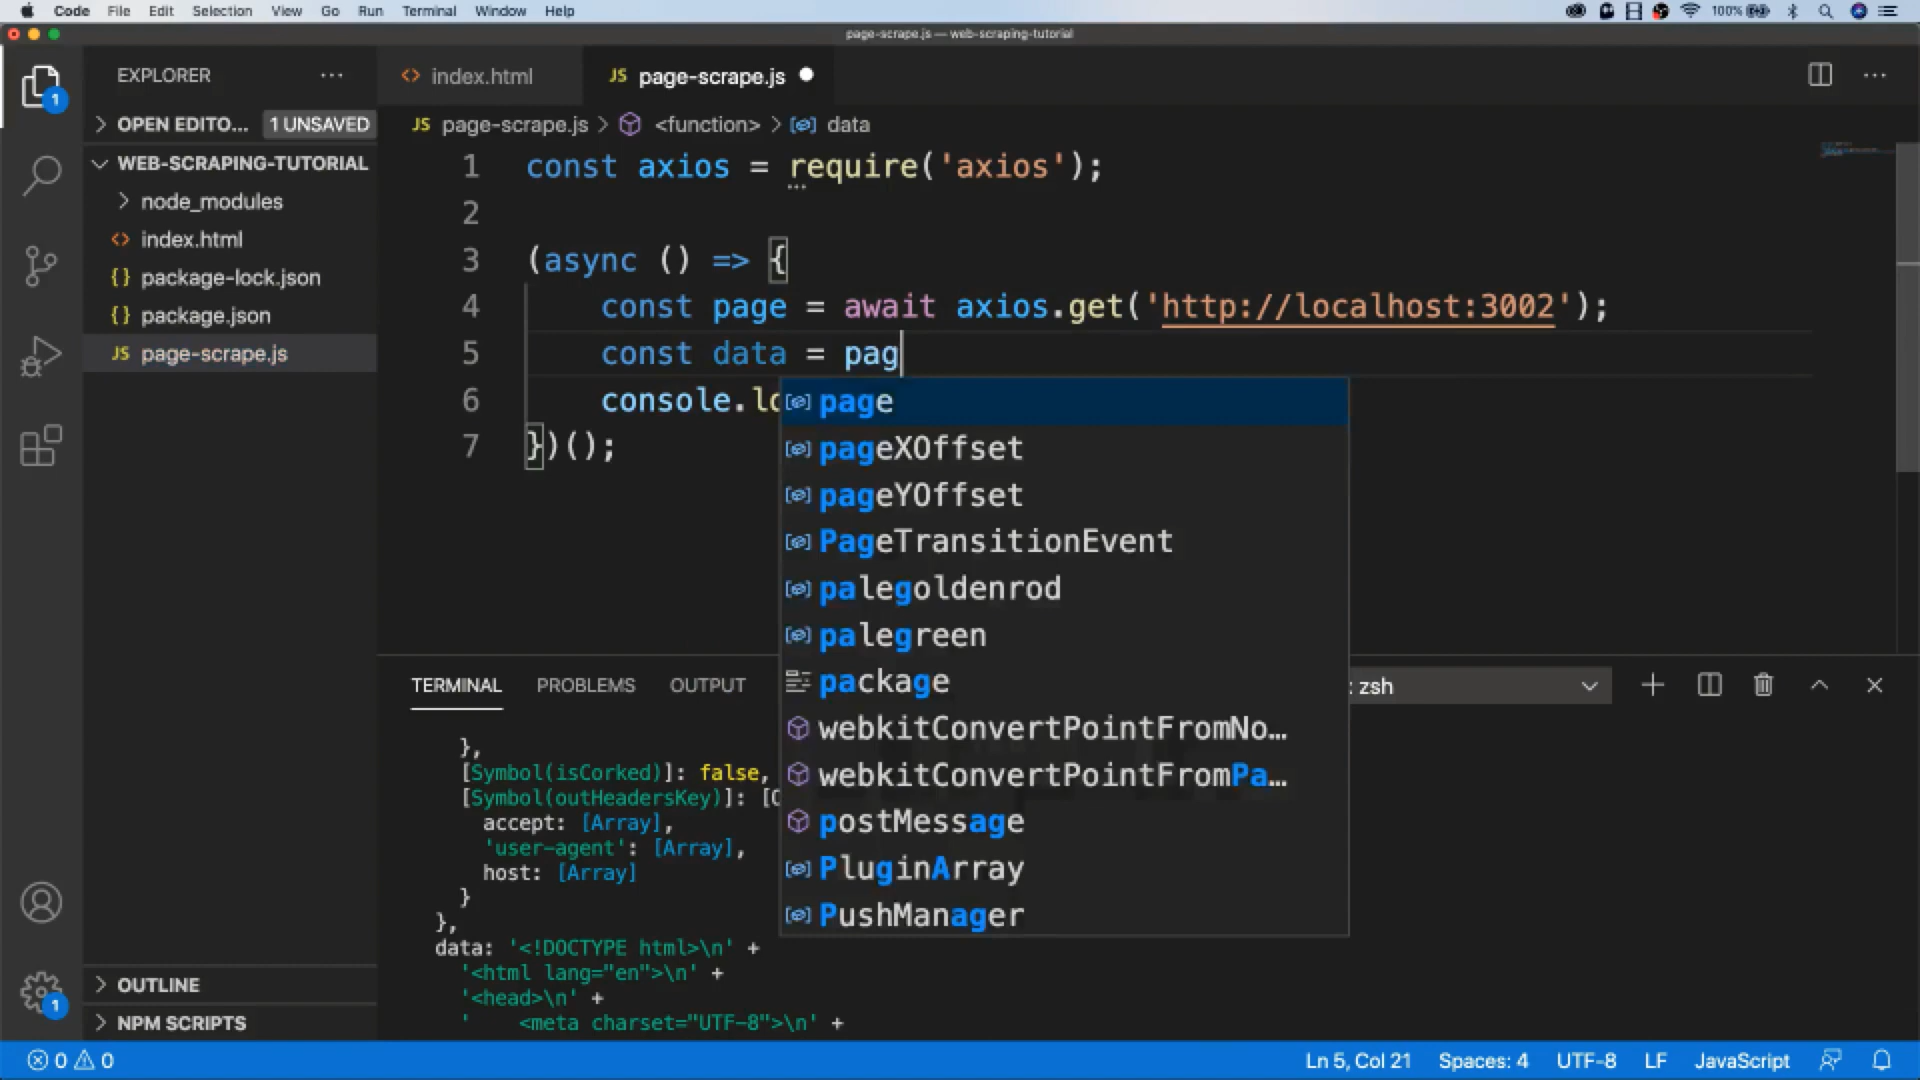 Code File Edit Selection View Go Run Terminal Window Help 100%
page-scrape.js — web-scraping-tutorial
EXPLORER ···
index.html
JS page-scrape.js
OPEN EDITO... 1 UNSAVED
JS page-scrape.js > <function> > data
WEB-SCRAPING-TUTORIAL
node_modules
index.html
{} package-lock.json
{} package.json
JS page-scrape.js
1 const axios = require('axios');
2
3 (async () => {
4 const page = await axios.get('http://localhost:3002');
5 const data = pag
6 console.lo
7 })();
page
pageXOffset
pageYOffset
PageTransitionEvent
palegoldenrod
palegreen
package
webkitConvertPointFromNo...
webkitConvertPointFromPa...
postMessage
PluginArray
PushManager
TERMINAL PROBLEMS OUTPUT : zsh
},
[Symbol(isCorked)]: false,
[Symbol(outHeadersKey)]: [O
accept: [Array],
'user-agent': [Array],
host: [Array]
}
},
data: '<!DOCTYPE html>\n' +
'<html lang="en">\n' +
'<head>\n' +
' <meta charset="UTF-8">\n' +
OUTLINE
NPM SCRIPTS
1
1
0 0 Ln 5, Col 21 Spaces: 4 UTF-8 LF JavaScript